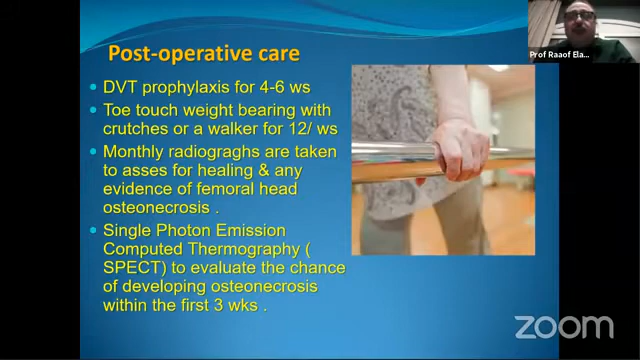 Prof Raaof Ela...
Post-operative care
DVT prophylaxis for 4-6 ws
Toe touch weight bearing with
crutches or a walker for 12/ ws
Monthly radiograghs are taken
to asses for healing & any
evidence of femoral head
osteonecrosis .
Single Photon Emission
Computed Thermography (
SPECT) to evaluate the chance
of developing osteonecrosis
within the first 3 wks .
zoom